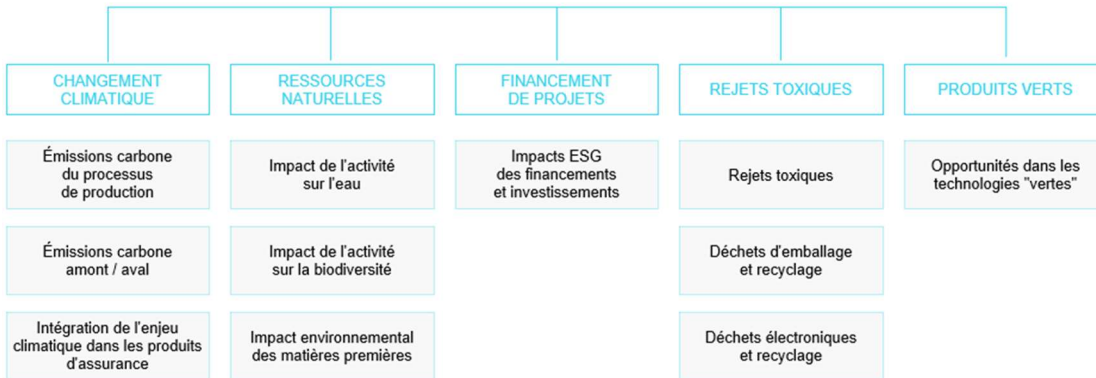 CHANGEMENT
CLIMATIQUE
RESSOURCES
NATURELLES
FINANCEMENT
DE PROJETS
REJETS TOXIQUES
PRODUITS VERTS
Émissions carbone
du processus
de production
Impact de l'activité
sur l'eau
Impacts ESG
des financements
et investissements
Rejets toxiques
Opportunités dans les
technologies "vertes"
Émissions carbone
amont / aval
Impact de l'activité
sur la biodiversité
Déchets d'emballage
et recyclage
Intégration de l'enjeu
climatique dans les produits
d'assurance
Impact environnemental
des matières premières
Déchets électroniques
et recyclage